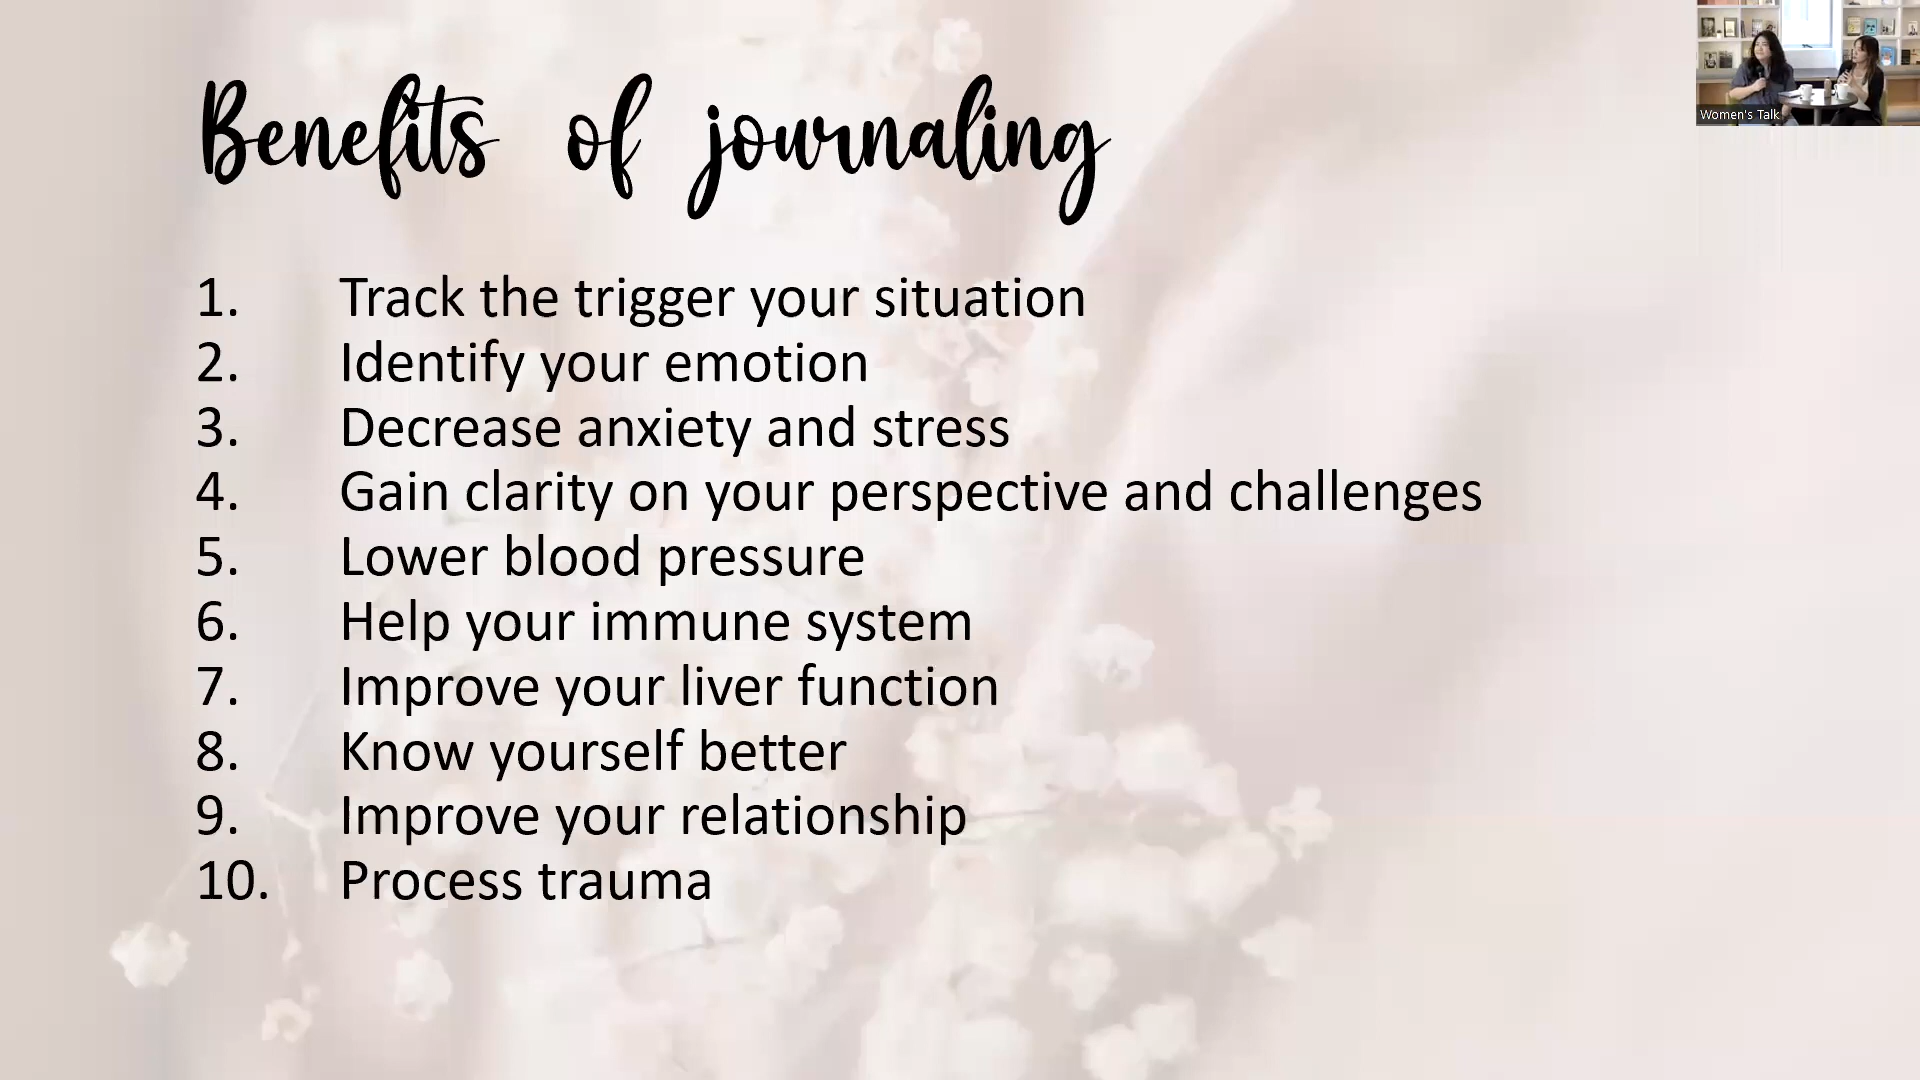 Benefits of journaling
1. Track the trigger your situation
2. Identify your emotion
3. Decrease anxiety and stress
4. Gain clarity on your perspective and challenges
5. Lower blood pressure
6. Help your immune system
7. Improve your liver function
8. Know yourself better
9. Improve your relationship
10. Process trauma
Women's Talk